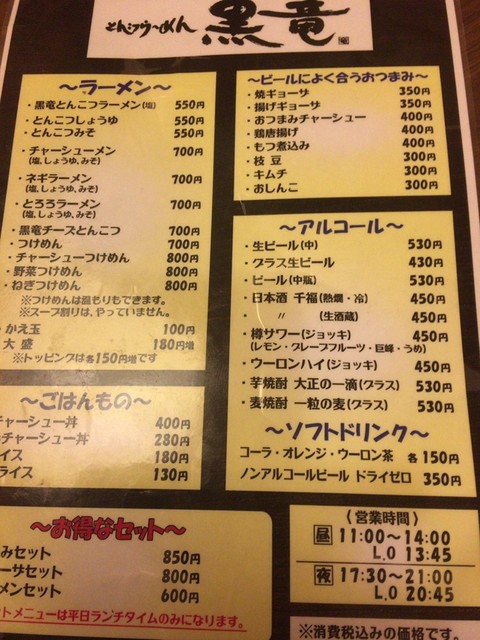 とんこつらーめん 黒竜
～ラーメン～
・黒竜とんこつラーメン(塩) 550円
・とんこつしょうゆ 550円
・とんこつみそ 550円
・チャーシューメン 700円
(塩,しょうゆ,みそ)
・ネギラーメン 700円
(塩,しょうゆ,みそ)
・とろろラーメン 700円
(塩,しょうゆ,みそ)
・黒竜チーズとんこつ 700円
・つけめん 700円
・チャーシューつけめん 800円
・野菜つけめん 800円
・ねぎつけめん 800円
※つけめんは温もりもできます。
※スープ割りは、やっていません。
・かえ玉 100円
大盛 180円増
※トッピングは各150円増です
～ごはんもの～
チャーシュー丼 400円
チャーシュー丼 280円
イス 180円
ライス 130円
～お得なセット～
みセット 850円
ーサセット 800円
メンセット 600円
ットメニューは平日ランチタイムのみになります。
～ビールによく合うおつまみ～
・焼ギョーザ 350円
・揚げギョーザ 350円
・おつまみチャーシュー 400円
・鶏唐揚げ 400円
・もつ煮込み 400円
・枝豆 300円
・キムチ 300円
・おしんこ 300円
～アルコール～
・生ビール(中) 530円
・グラス生ビール 430円
・ビール(中瓶) 530円
・日本酒 千福(熱燗・冷) 450円
・ 〃 (生酒蔵) 450円
・樽サワー(ジョッキ) 450円
(レモン・グレープフルーツ・巨峰・うめ)
・ウーロンハイ(ジョッキ) 450円
・芋焼酎 大正の一滴(グラス) 530円
・麦焼酎 一粒の麦(グラス) 530円
～ソフトドリンク～
コーラ・オレンジ・ウーロン茶 各150円
ノンアルコールビール ドライゼロ 350円
〈営業時間〉
昼 11:00～14:00
L.O 13:45
夜 17:30～21:00
L.O 20:45
※消費税込みの価格です。